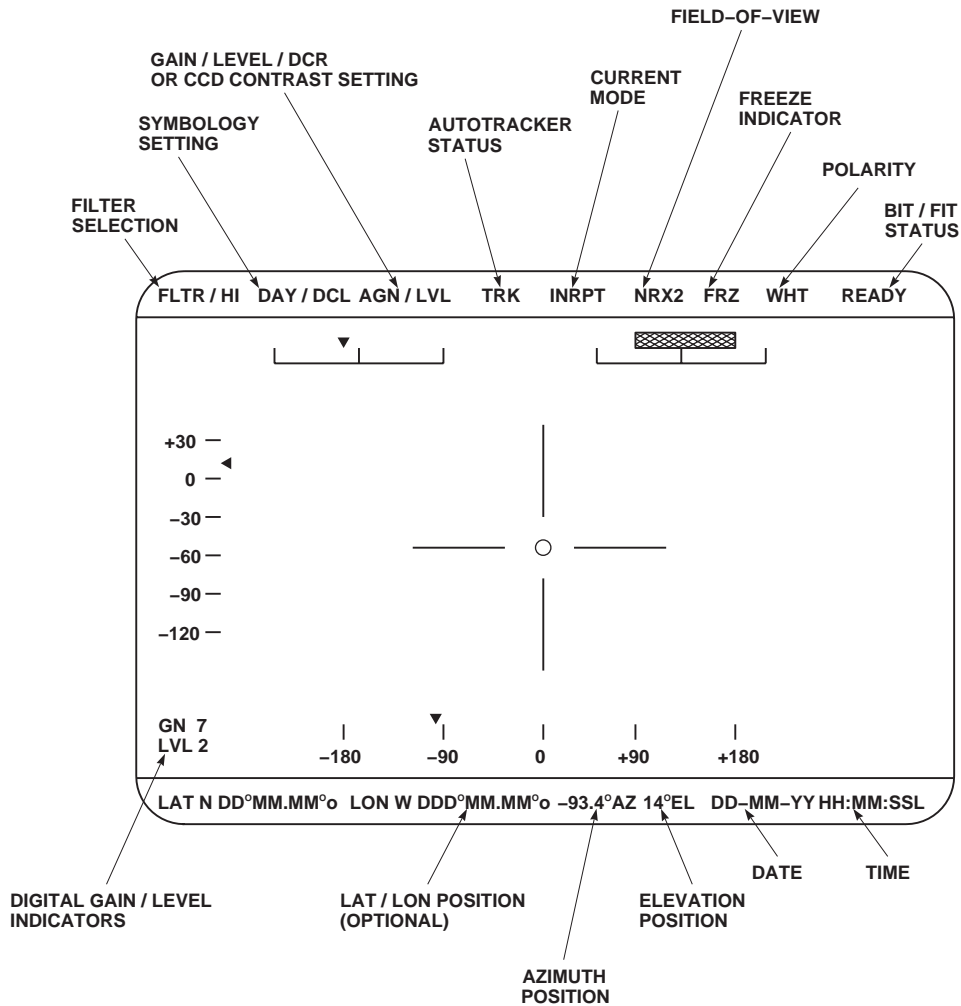 FIELD–OF–VIEW
GAIN / LEVEL / DCR
OR CCD CONTRAST SETTING
CURRENT
MODE
FREEZE
INDICATOR
SYMBOLOGY
SETTING
AUTOTRACKER
STATUS
POLARITY
FILTER
SELECTION
BIT / FIT
STATUS
FLTR / HI DAY / DCL AGN / LVL TRK INRPT NRX2 FRZ WHT READY
+30
0
–30
–60
–90
–120
GN 7
LVL 2
–180 –90 0 +90 +180
LAT N DD°MM.MM°o LON W DDD°MM.MM°o –93.4°AZ 14°EL DD–MM–YY HH:MM:SSL
DATE
TIME
DIGITAL GAIN / LEVEL
INDICATORS
LAT / LON POSITION
(OPTIONAL)
ELEVATION
POSITION
AZIMUTH
POSITION